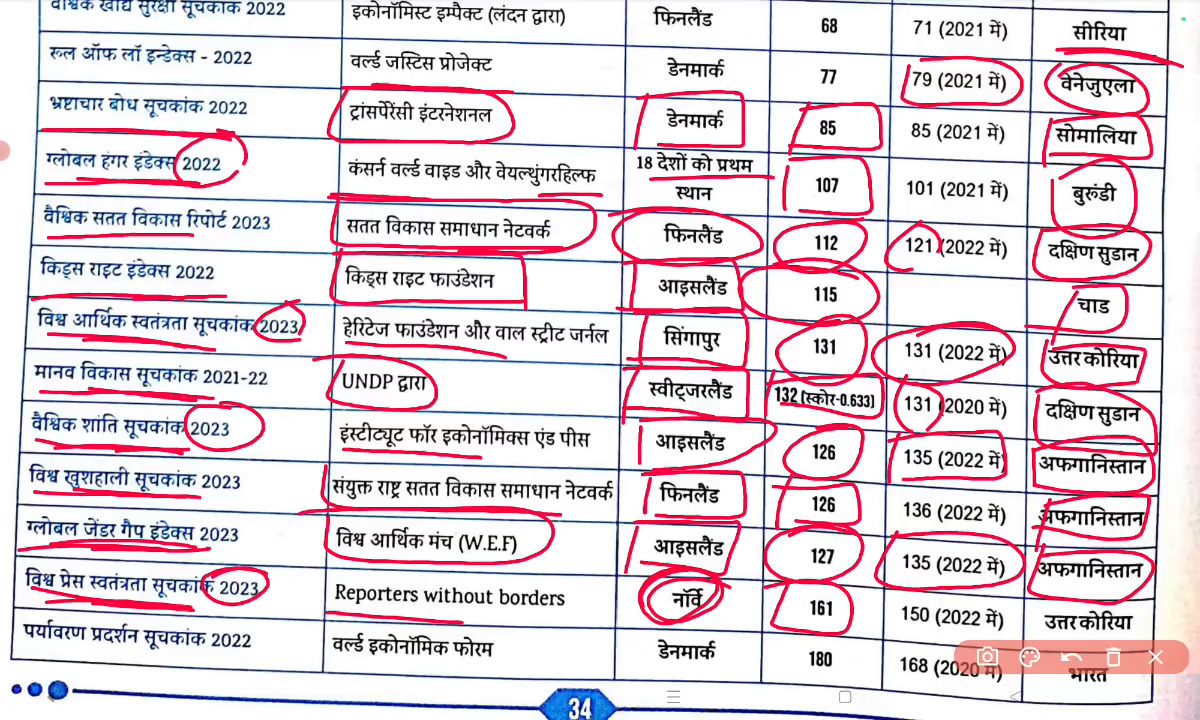 वैश्विक खाद्य सुरक्षा सूचकांक 2022 इकोनॉमिस्ट इम्पैक्ट (लंदन द्वारा) फिनलैंड 68 71 (2021 में) सीरिया
रूल ऑफ लॉ इन्डेक्स - 2022 वर्ल्ड जस्टिस प्रोजेक्ट डेनमार्क 77 79 (2021 में) वेनेजुएला
भ्रष्टाचार बोध सूचकांक 2022 ट्रांसपेरेंसी इंटरनेशनल डेनमार्क 85 85 (2021 में) सोमालिया
ग्लोबल हंगर इंडेक्स 2022 कंसर्न वर्ल्ड वाइड और वेयल्थुंगरहिल्फ 18 देशों को प्रथम स्थान 107 101 (2021 में) बुरुंडी
वैश्विक सतत विकास रिपोर्ट 2023 सतत विकास समाधान नेटवर्क फिनलैंड 112 121 (2022 में) दक्षिण सुडान
किड्स राइट इंडेक्स 2022 किड्स राइट फाउंडेशन आइसलैंड 115 चाड
विश्व आर्थिक स्वतंत्रता सूचकांक 2023 हेरिटेज फाउंडेशन और वाल स्ट्रीट जर्नल सिंगापुर 131 131 (2022 में) उत्तर कोरिया
मानव विकास सूचकांक 2021-22 UNDP द्वारा स्वीट्जरलैंड 132 (स्कोर-0.633) 131 (2020 में) दक्षिण सुडान
वैश्विक शांति सूचकांक 2023 इंस्टीट्यूट फॉर इकोनॉमिक्स एंड पीस आइसलैंड 126 135 (2022 में) अफगानिस्तान
विश्व खुशहाली सूचकांक 2023 संयुक्त राष्ट्र सतत विकास समाधान नेटवर्क फिनलैंड 126 136 (2022 में) अफगानिस्तान
ग्लोबल जेंडर गैप इंडेक्स 2023 विश्व आर्थिक मंच (W.E.F) आइसलैंड 127 135 (2022 में) अफगानिस्तान
विश्व प्रेस स्वतंत्रता सूचकांक 2023 Reporters without borders नॉर्वे 161 150 (2022 में) उत्तर कोरिया
पर्यावरण प्रदर्शन सूचकांक 2022 वर्ल्ड इकोनॉमिक फोरम डेनमार्क 180 168 (2020 में) भारत
34